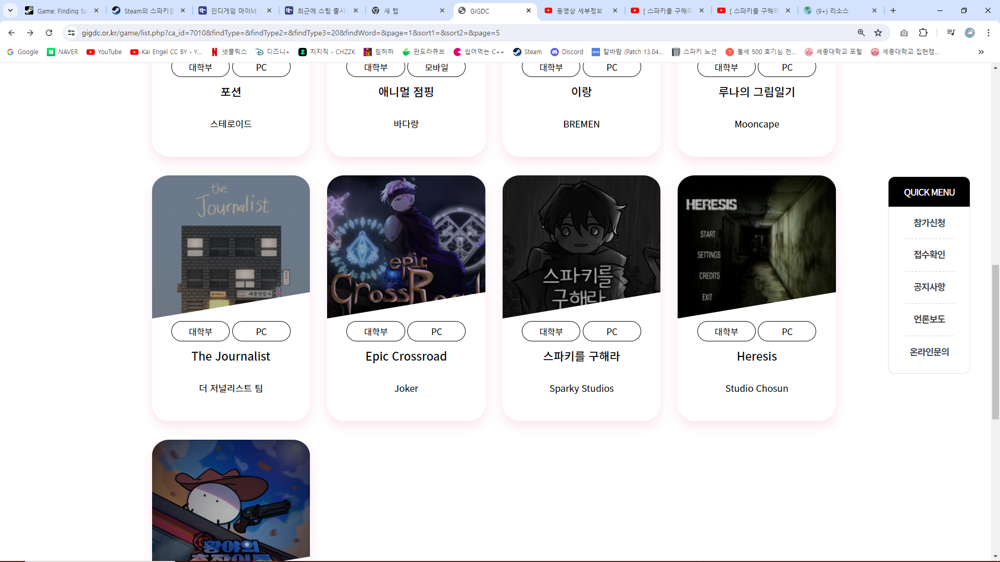 Game: Finding Sp
Steam의 스파키를
인디게임 마이너
최근에 스팀 출시
새 탭
GIGDC
동영상 세부정보
[ 스파키를 구해라
[ 스파키를 구해라
(9+) 리소스
gigdc.or.kr/game/list.php?ca_id=7010&findType=&findType2=&findType3=20&findWord=&page=1&sort1=&sort2=&page=5
Google
NAVER
YouTube
Kai Engel CC BY - Y...
넷플릭스
디즈니+
치지직 - CHZZK
침하하
판도라큐브
씹어먹는 C++
Steam
Discord
칼바람 (Patch 13.04...
스파키 노션
월세 500 호기심 천...
세종대학교 포털
세종대학교 집현캠...
대학부 PC
포션
스테로이드
대학부 모바일
애니멀 점핑
바다랑
대학부 PC
이랑
BREMEN
대학부 PC
루나의 그림일기
Mooncape
the
Journalist
세운전업사
대학부 PC
The Journalist
더 저널리스트 팀
epic
CrossR
대학부 PC
Epic Crossroad
Joker
스파키를
구해라
대학부 PC
스파키를 구해라
Sparky Studios
HERESIS
START
SETTINGS
CREDITS
EXIT
대학부 PC
Heresis
Studio Chosun
황야의
QUICK MENU
참가신청
접수확인
공지사항
언론보도
온라인문의